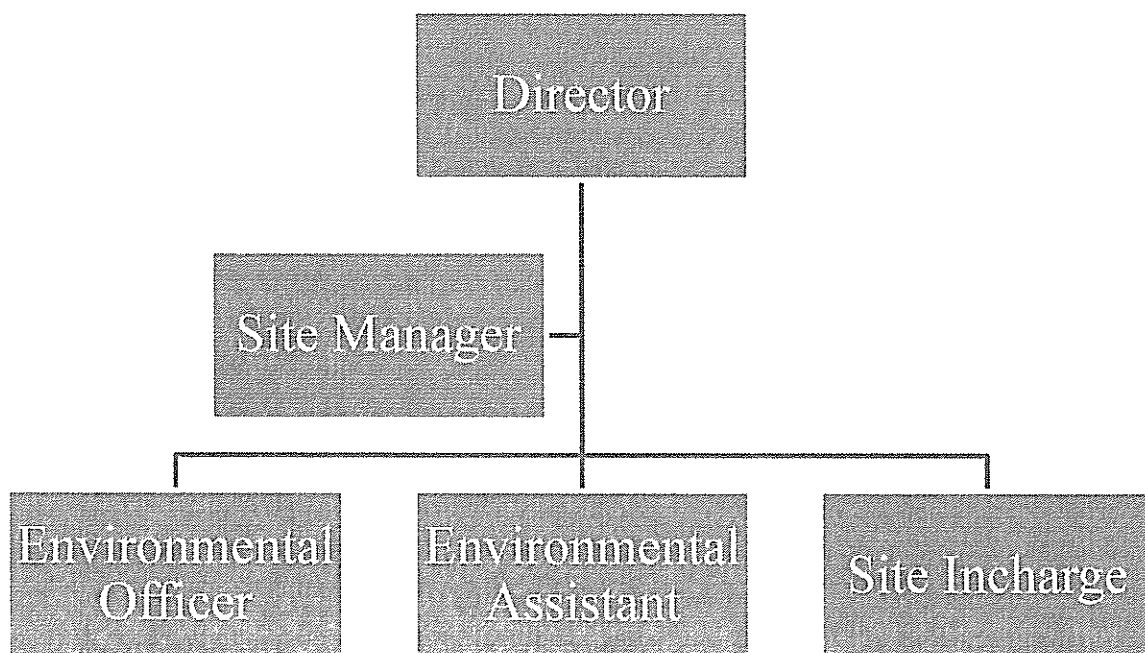 Director
Site Manager
Environmental
Officer
Environmental
Assistant
Site Incharge